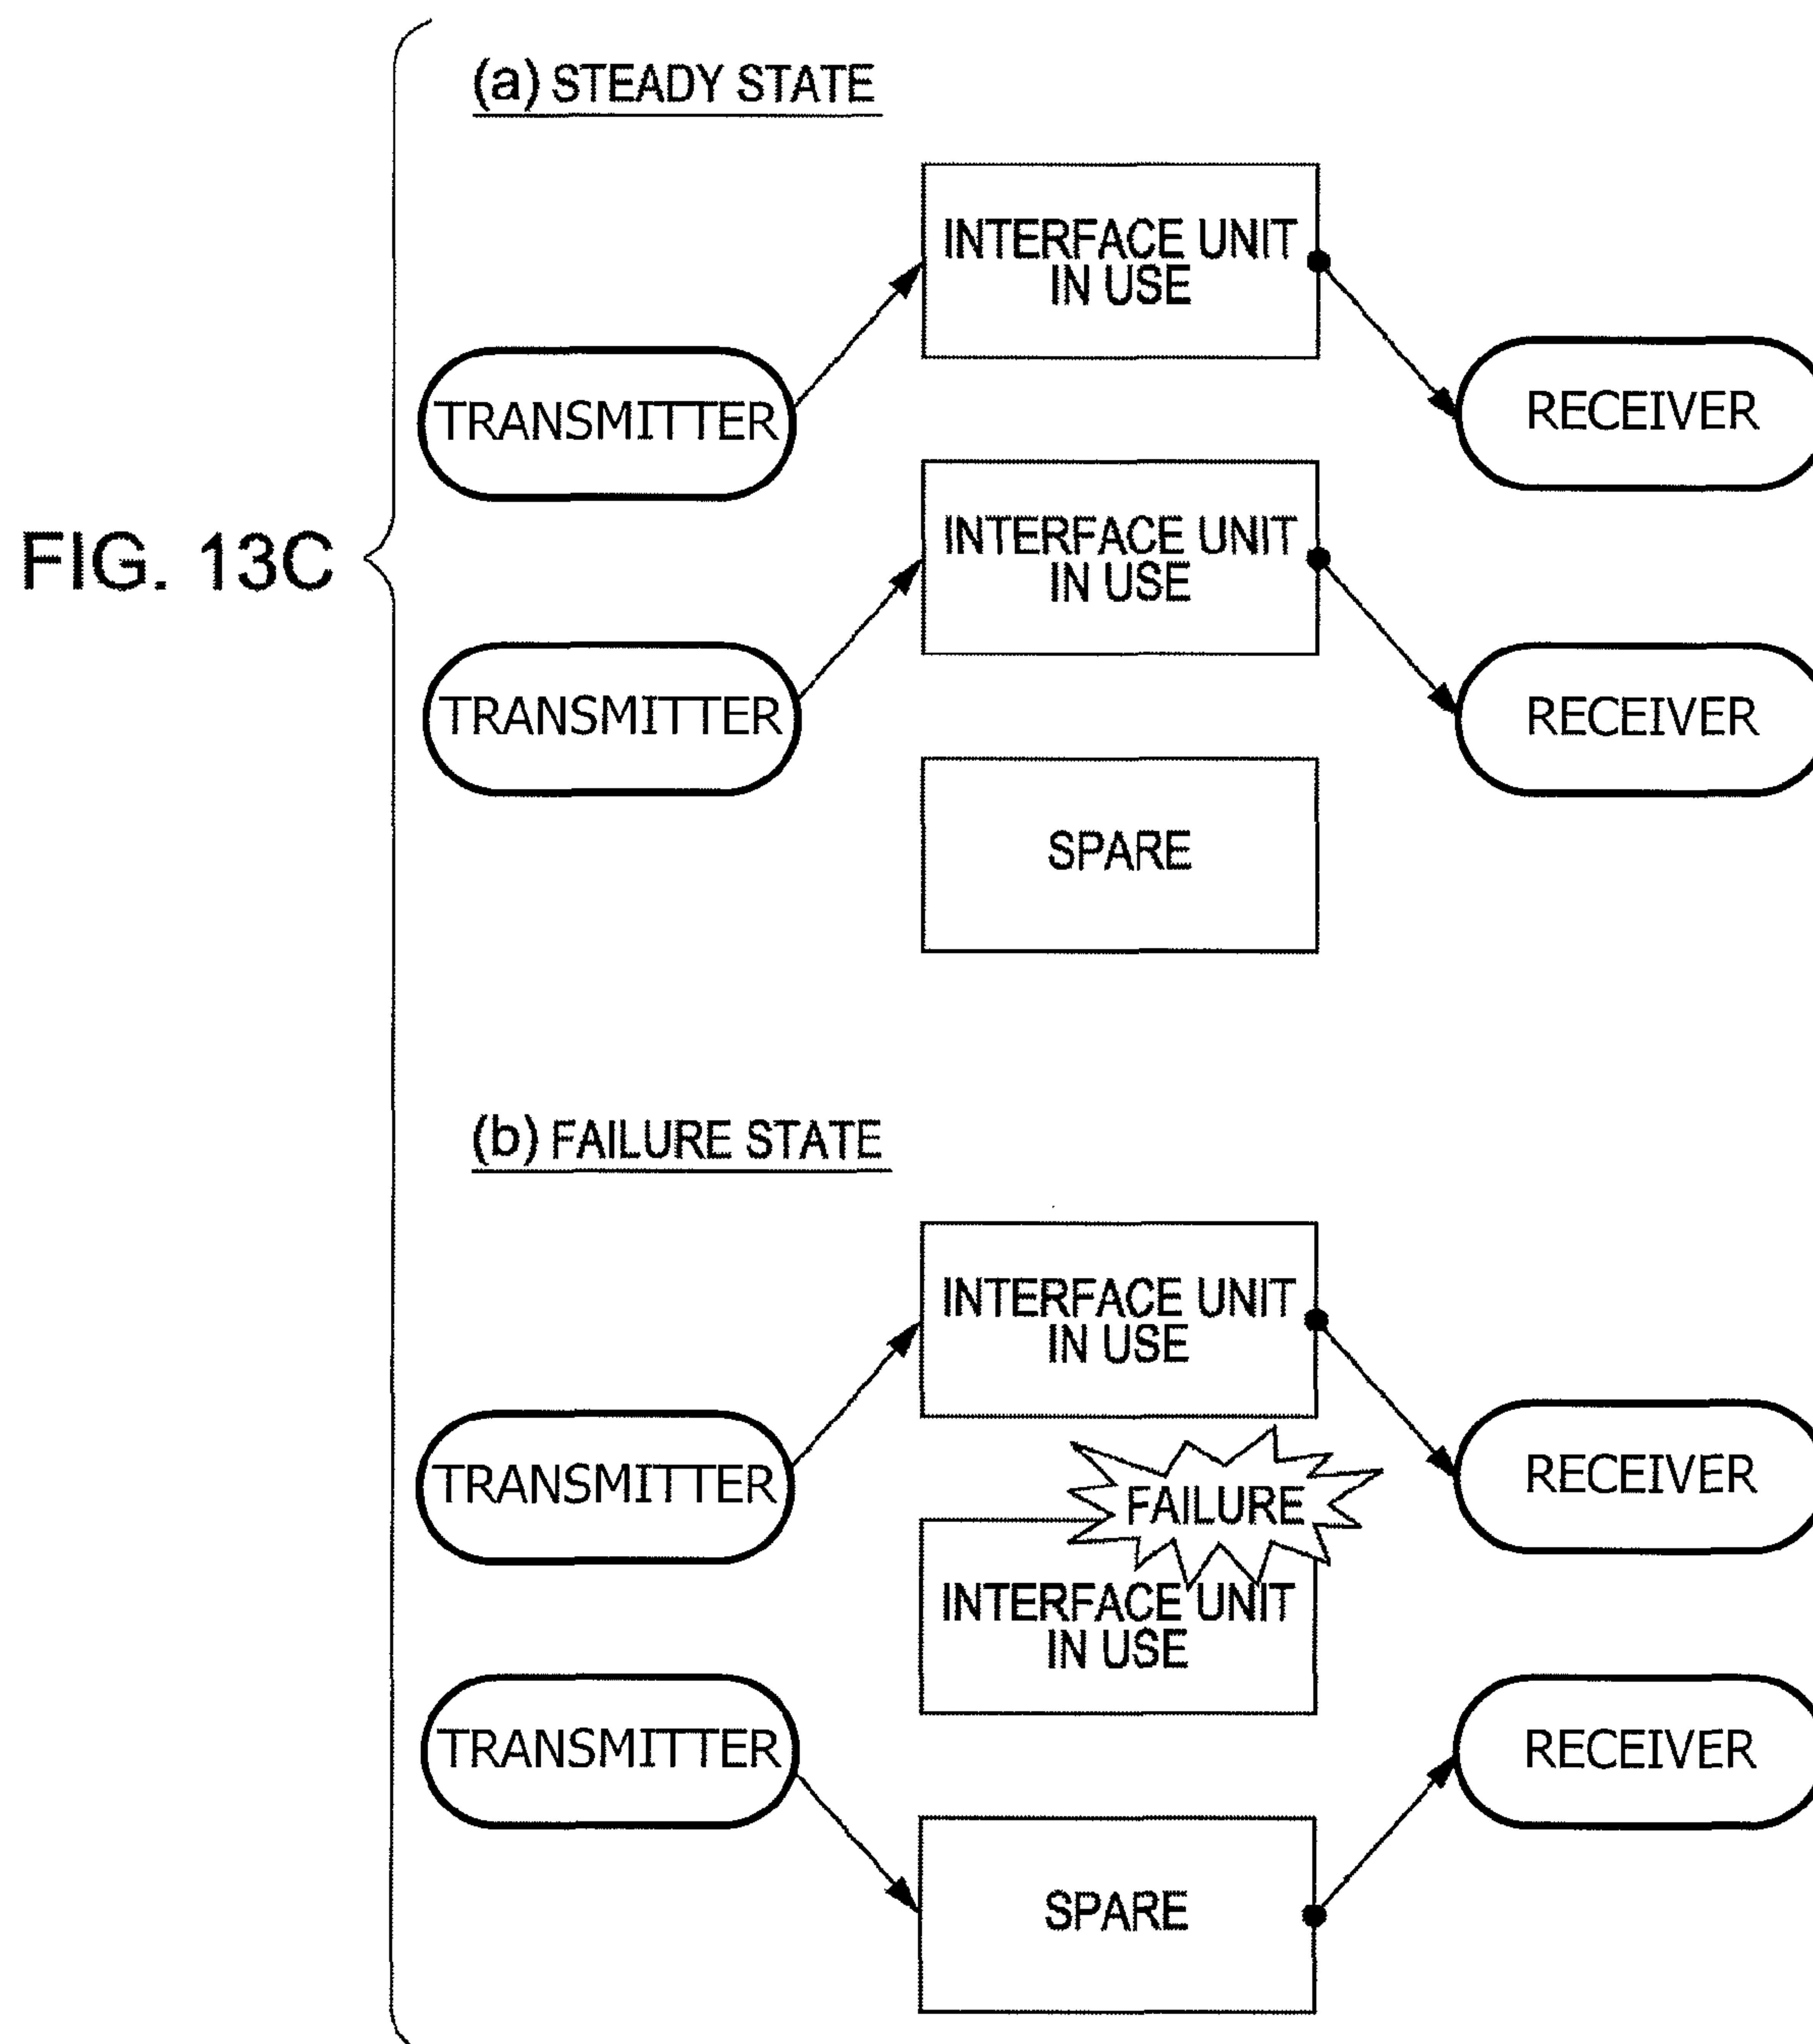 FIG. 13C
(a) STEADY STATE
INTERFACE UNIT
IN USE
TRANSMITTER
RECEIVER
INTERFACE UNIT
IN USE
TRANSMITTER
RECEIVER
SPARE
(b) FAILURE STATE
INTERFACE UNIT
IN USE
TRANSMITTER
RECEIVER
FAILURE
INTERFACE UNIT
IN USE
TRANSMITTER
RECEIVER
SPARE